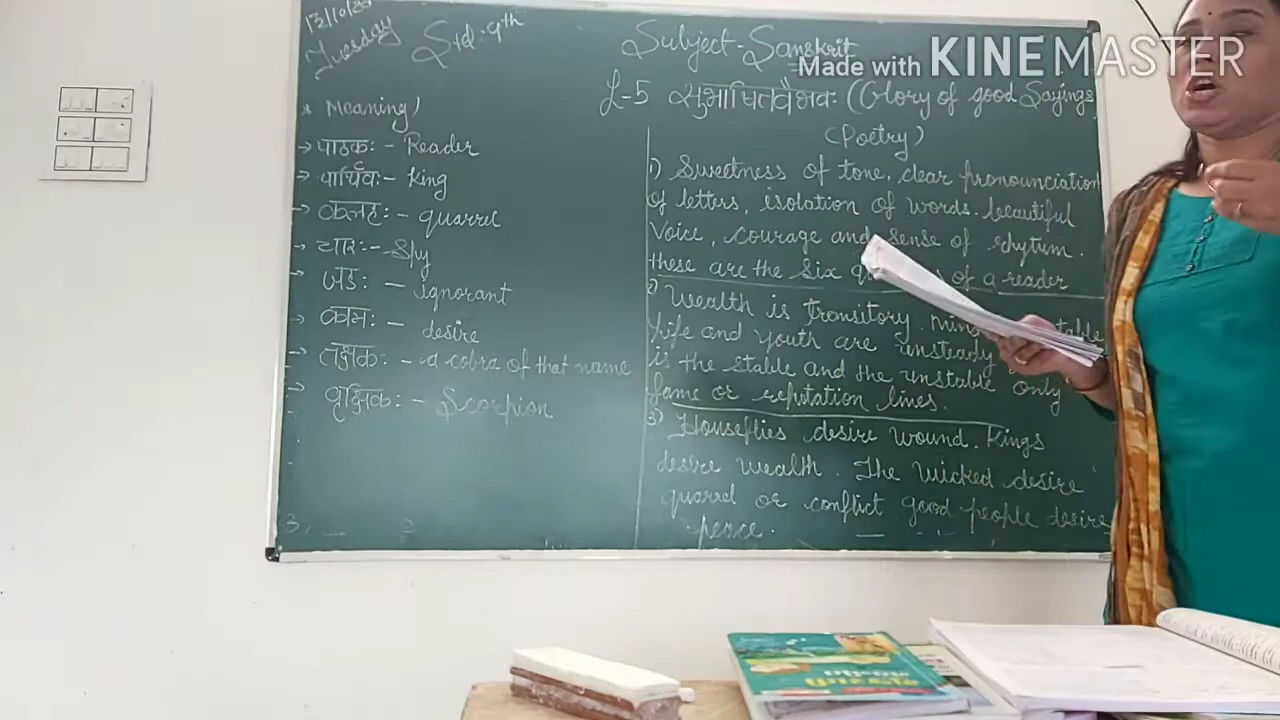 13/10/20
Tuesday
Std:9th
Subject-Sanskrit
Made with KINEMASTER
L-5 सुभाषितवैभवः (Glory of good Sayings)
(Poetry)
* Meaning
→ पाठकः - Reader
→ पार्थिवः - King
→ कलहः - quarrel
→ चारः - Spy
→ जडः - ignorant
→ कामः - desire
→ तक्षकः - a cobra of that name
→ वृश्चिकः - Scorpion
1) Sweetness of tone, clear pronounciation
of letters, isolation of words, beautiful
Voice, courage and sense of rhytum.
these are the six of a reader
2) Wealth is transitory.
life and youth are unsteady
is the stable and the unstable only
fame or reputation lines.
3) Houseflies desire wound. Kings
desire wealth. The wicked desire
quarrel or conflict good people desire
peace.